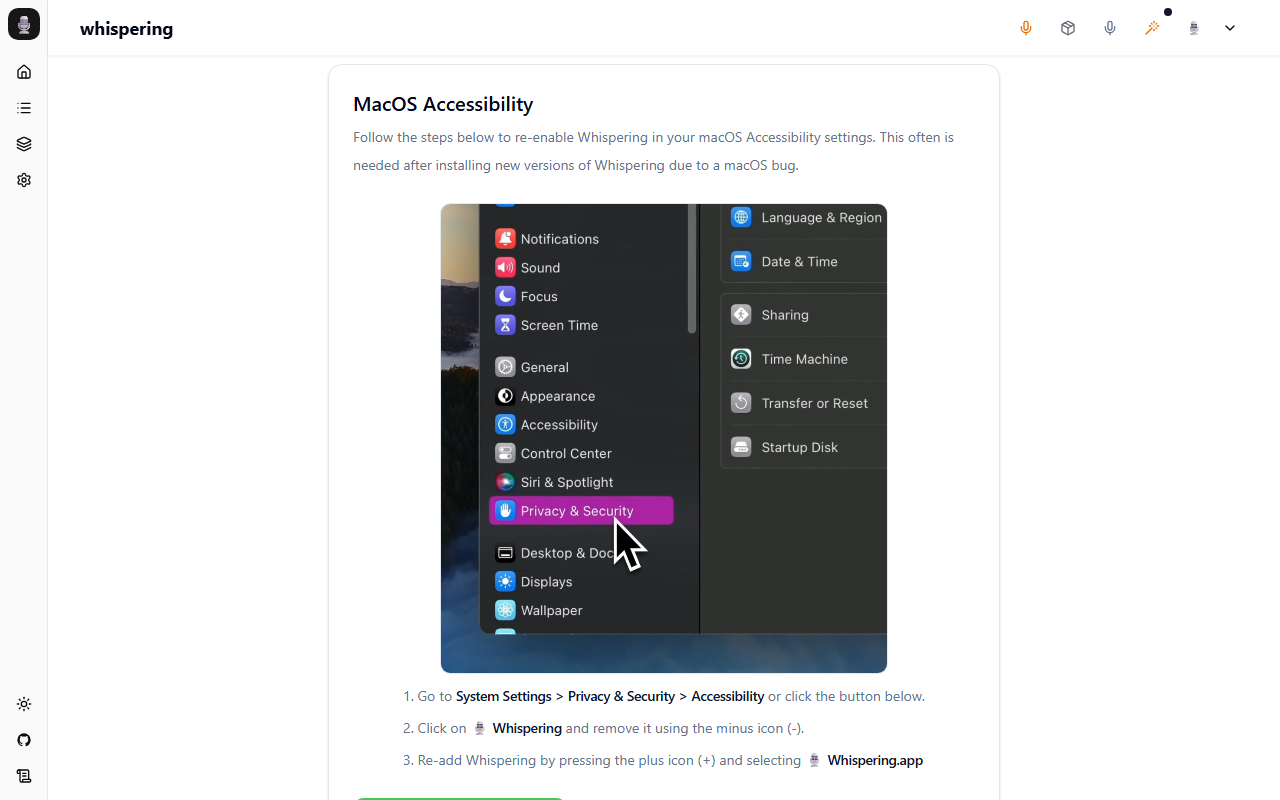 whispering
MacOS Accessibility
Follow the steps below to re-enable Whispering in your macOS Accessibility settings. This often is
needed after installing new versions of Whispering due to a macOS bug.
Notifications
Sound
Focus
Screen Time
General
Appearance
Accessibility
Control Center
Siri & Spotlight
Privacy & Security
Desktop & Doc
Displays
Wallpaper
Language & Region
Date & Time
Sharing
Time Machine
Transfer or Reset
Startup Disk
1. Go to System Settings > Privacy & Security > Accessibility or click the button below.
2. Click on Whispering and remove it using the minus icon (-).
3. Re-add Whispering by pressing the plus icon (+) and selecting Whispering.app